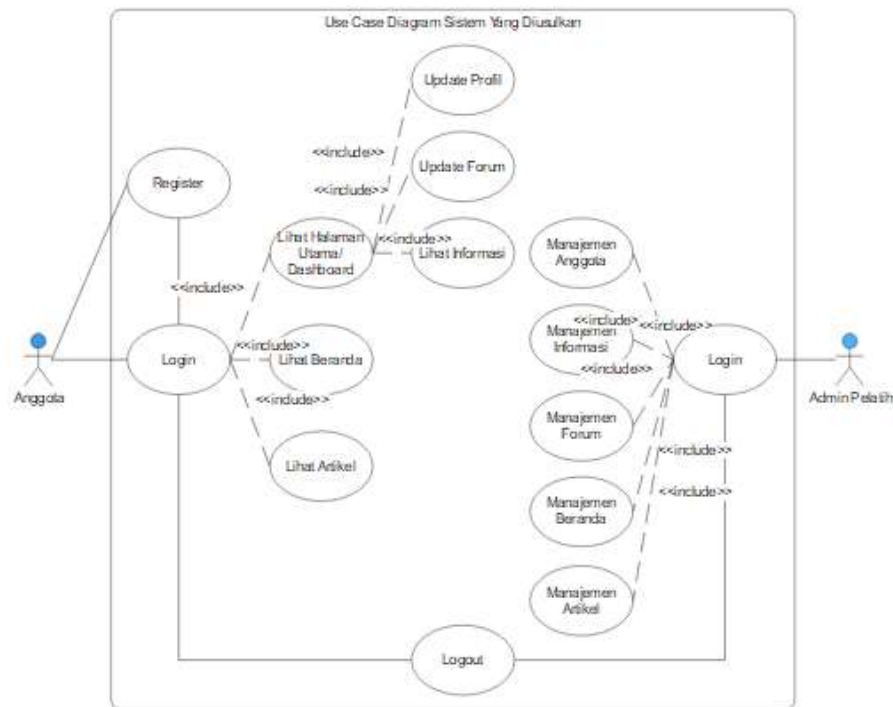 Use Case Diagram Sistem Yang Diusulkan
Update Profil
<<include>>
Update Forum
Register
<<include>>
Lihat Halaman
Utama/
Dashboard
<<include>>
Lihat Informasi
Manajemen
Anggota
<<include>>
Manajemen
Informasi
<<include>
<<include>>
Login
<<include>>
Lihat Beranda
<<include>>
Login
Anggota
Admin Pelatih
<<include>>
Manajemen
Forum
Lihat Artikel
<<include>>
<<include>>
Manajemen
Beranda
Manajemen
Artikel
Logout